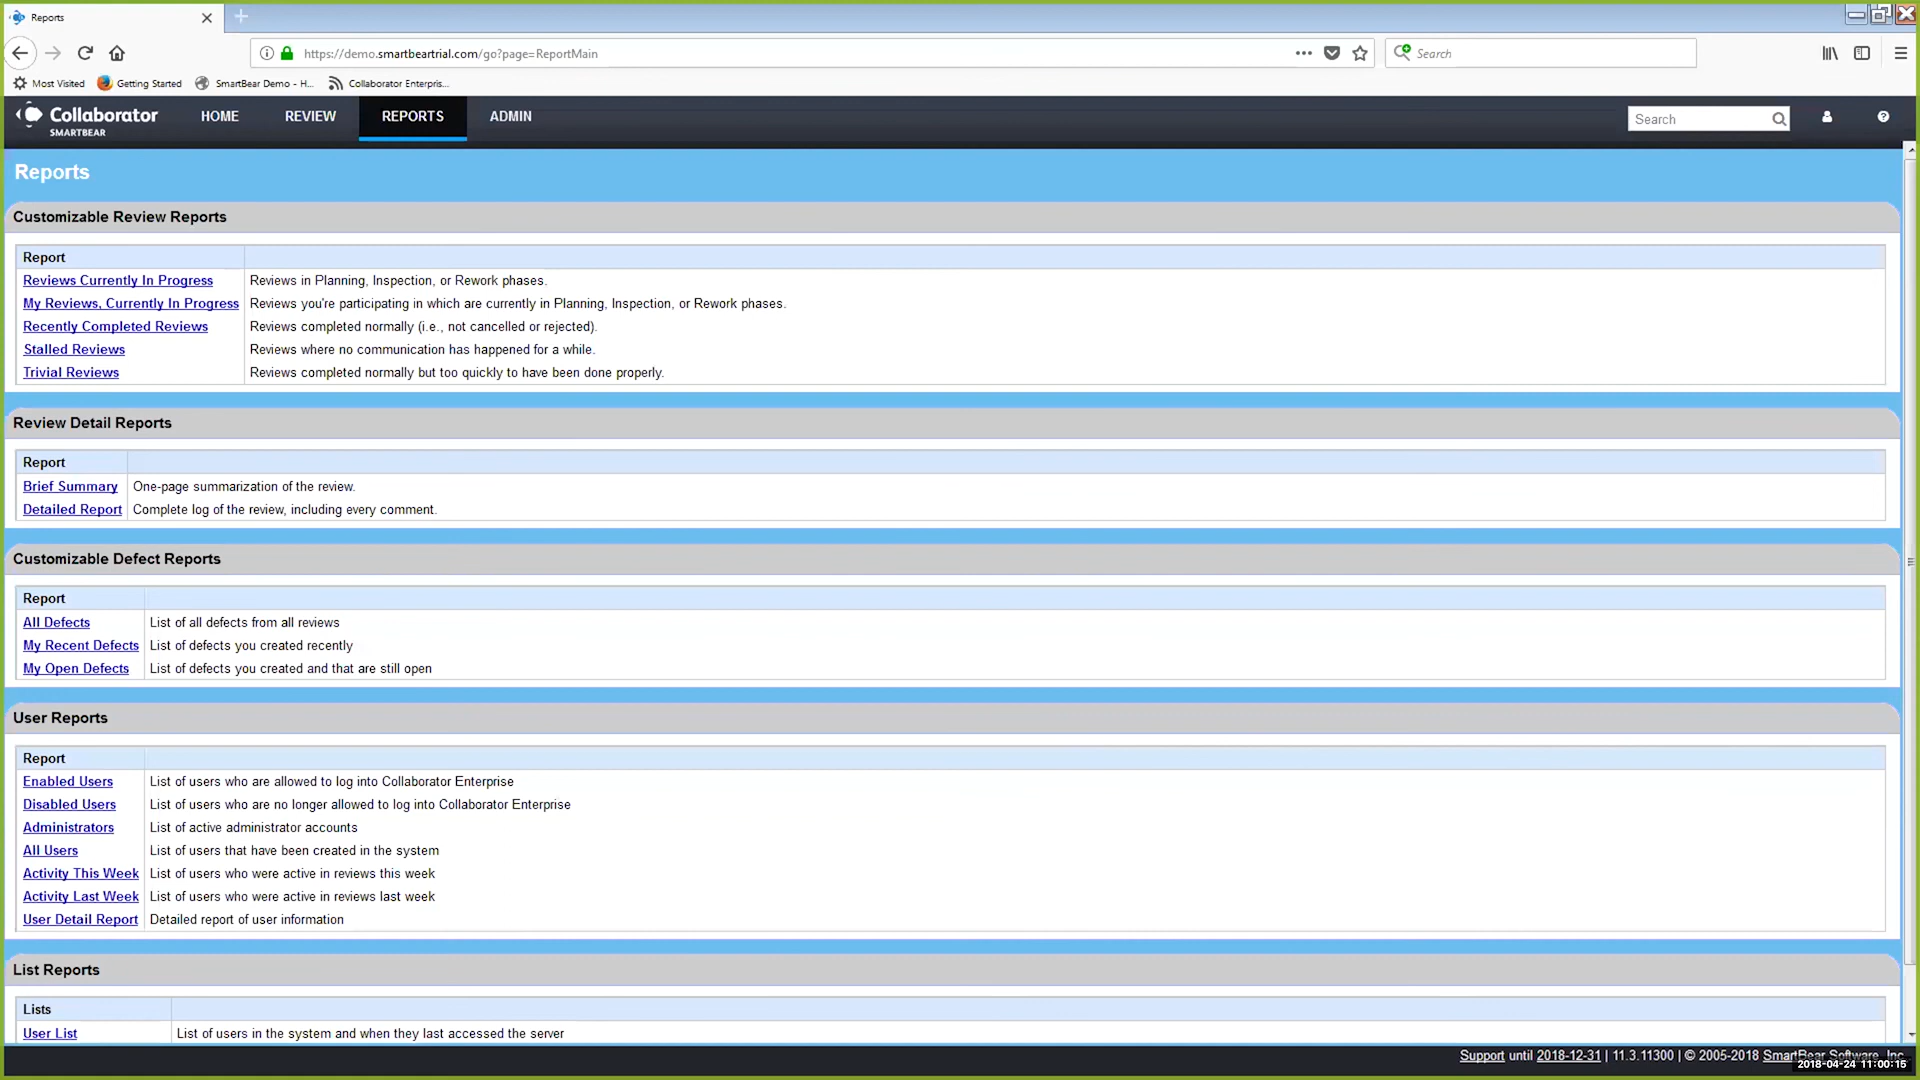 Reports
https://demo.smartbeartrial.com/go?page=ReportMain
Search
Most Visited
Getting Started
SmartBear Demo - H...
Collaborator Enterpris...
Collaborator
SMARTBEAR
HOME
REVIEW
REPORTS
ADMIN
Search
Reports
Customizable Review Reports
Report
Reviews Currently In Progress Reviews in Planning, Inspection, or Rework phases.
My Reviews, Currently In Progress Reviews you're participating in which are currently in Planning, Inspection, or Rework phases.
Recently Completed Reviews Reviews completed normally (i.e., not cancelled or rejected).
Stalled Reviews Reviews where no communication has happened for a while.
Trivial Reviews Reviews completed normally but too quickly to have been done properly.
Review Detail Reports
Report
Brief Summary One-page summarization of the review.
Detailed Report Complete log of the review, including every comment.
Customizable Defect Reports
Report
All Defects List of all defects from all reviews
My Recent Defects List of defects you created recently
My Open Defects List of defects you created and that are still open
User Reports
Report
Enabled Users List of users who are allowed to log into Collaborator Enterprise
Disabled Users List of users who are no longer allowed to log into Collaborator Enterprise
Administrators List of active administrator accounts
All Users List of users that have been created in the system
Activity This Week List of users who were active in reviews this week
Activity Last Week List of users who were active in reviews last week
User Detail Report Detailed report of user information
List Reports
Lists
User List List of users in the system and when they last accessed the server
Support until 2018-12-31 | 11.3.11300 | © 2005-2018 SmartBear Software, Inc
2018-04-24 11:00:15